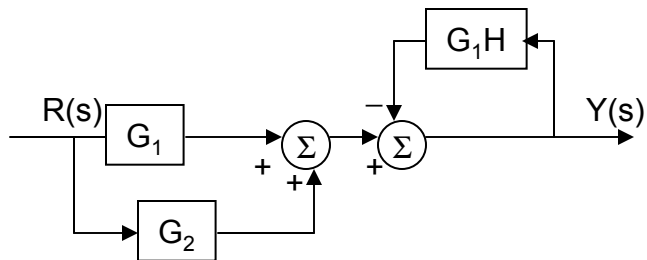 G₁H
R(s)
G₁
–
Σ
+
+
Σ
+
Y(s)
G₂